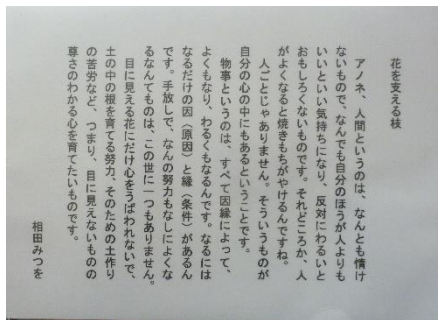 花を支える枝
アノネ、人間というのは、なんとも情け
ないもので、なんでも自分のほうが人よりも
いいといい気持ちになり、反対にわるいと
おもしろくないものです。それどころか、人
がよくなると焼きもちがやけるんですね。
人ごとじゃありません。そういうものが
自分の心の中にもあるということです。
物事というのは、すべて因縁によって、
よくもなり、わるくもなるんです。なるには
なるだけの因(原因)と縁(条件)があるん
です。手放しで、なんの努力もなしによくな
るなんてものは、この世に一つもありません。
目に見える花にだけ心をうばわれないで、
土の中の根を育てる努力、そのための土作り
の苦労など、つまり、目に見えないものの
尊さのわかる心を育てたいものです。
相田みつを